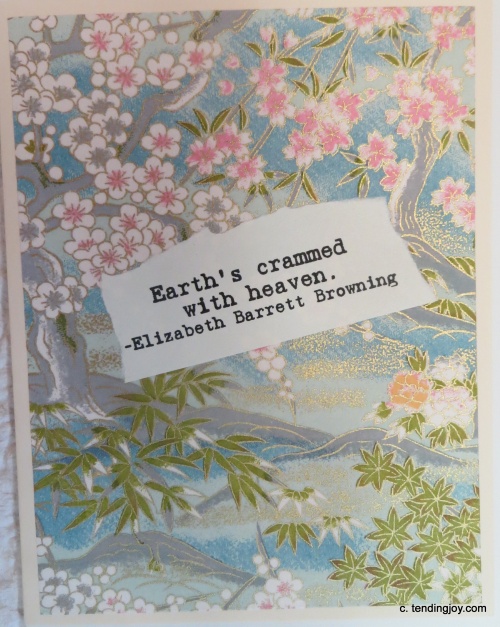 Earth's crammed
with heaven.
-Elizabeth Barrett Browning
c. tendingjoy.com